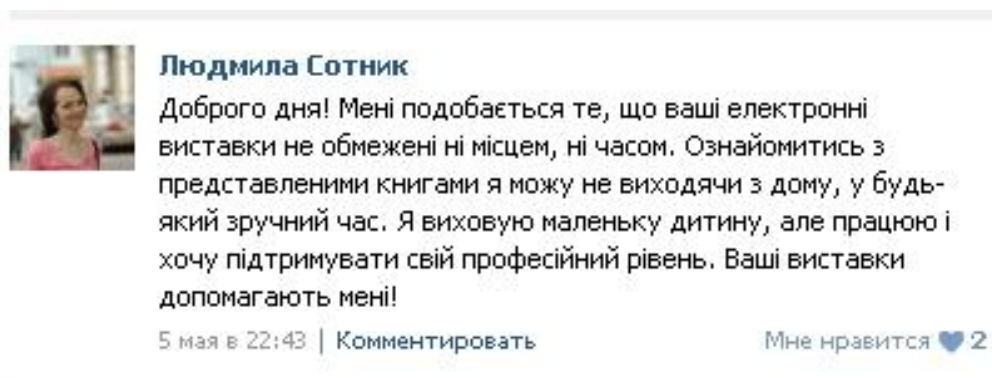 Людмила Сотник
Доброго дня! Мені подобається те, що ваші електронні
виставки не обмежені ні місцем, ні часом. Ознайомитись з
представленими книгами я можу не виходячи з дому, у будь-
який зручний час. Я виховую маленьку дитину, але працюю і
хочу підтримувати свій професійний рівень. Ваші виставки
допомагають мені!
5 мая в 22:43 | Комментировать Мне нравится 2